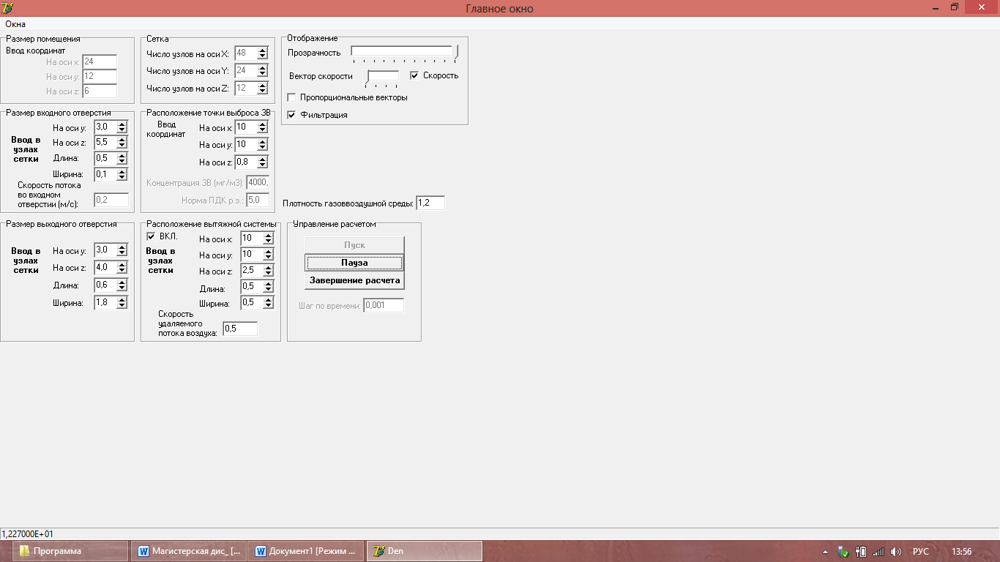 Главное окно
Окна
Размер помещения
Ввод координат
На оси x: 24
На оси y: 12
На оси z: 6
Сетка
Число узлов на оси X: 48
Число узлов на оси Y: 24
Число узлов на оси Z: 12
Отображение
Прозрачность
Вектор скорости
Скорость
Пропорциональные векторы
Фильтрация
Размер входного отверстия
Ввод в
узлах
сетки
На оси y: 3,0
На оси z: 5,5
Длина: 0,5
Ширина: 0,1
Скорость потока
во входном
отверстии (м/с): 0,2
Расположение точки выброса ЗВ
Ввод
координат
На оси x: 10
На оси y: 10
На оси z: 0,8
Концентрация ЗВ (мг/м3): 4000,
Норма ПДК р.з.: 5,0
Плотность газоввоздушной среды: 1,2
Размер выходного отверстия
Ввод в
узлах
сетки
На оси y: 3,0
На оси z: 4,0
Длина: 0,6
Ширина: 1,8
Расположение вытяжной системы
ВКЛ.
Ввод в
узлах
сетки
На оси x: 10
На оси y: 10
На оси z: 2,5
Длина: 0,5
Ширина: 0,5
Скорость
удаляемого
потока воздуха: 0,5
Управление расчетом
Пуск
Пауза
Завершение расчета
Шаг по времени: 0,001
1,227000E+01
Программа
Магистерская дис_ [...
Документ1 [Режим ...
Den
РУС
13:56